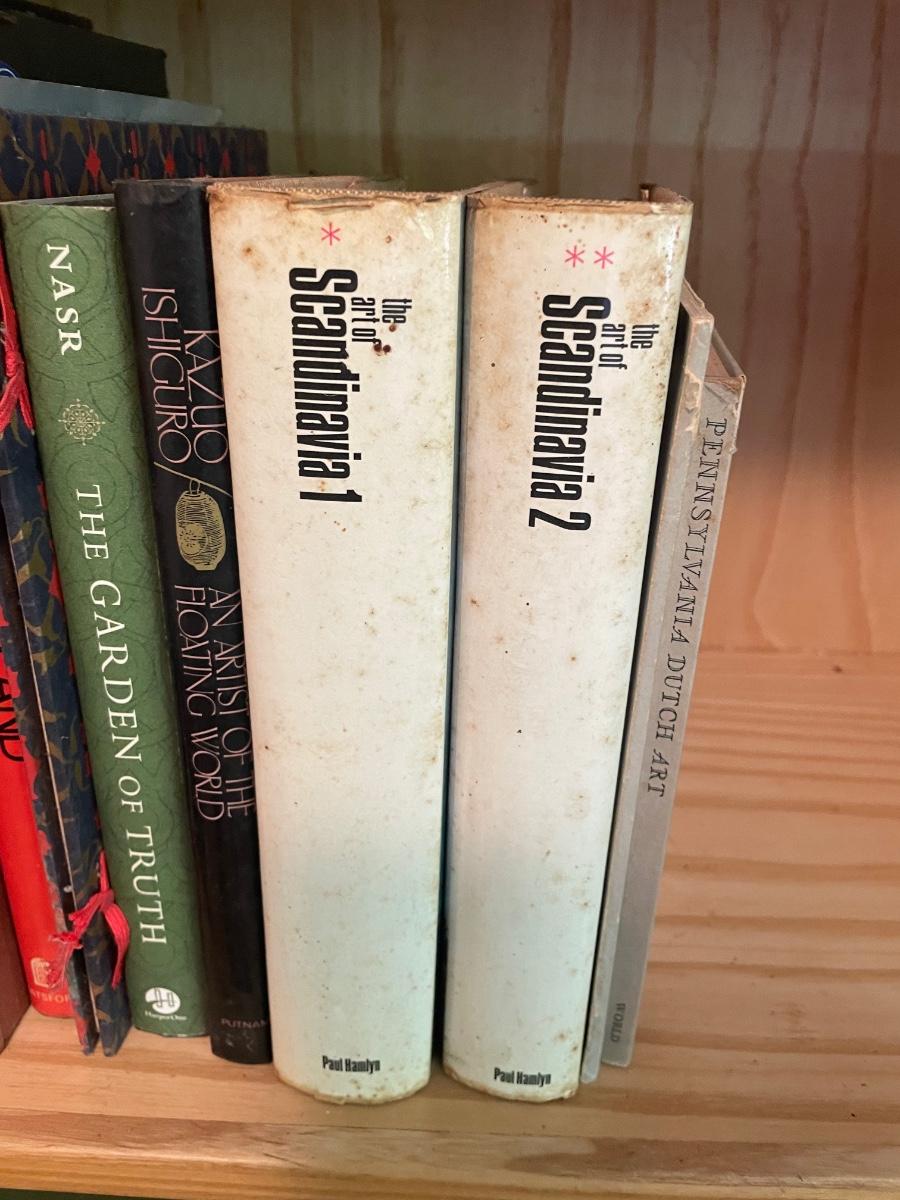 NASR
THE GARDEN OF TRUTH
HarperOne
KAZUO
ISHIGURO/
AN ARTIST OF THE
FLOATING WORLD
PUTNAM
*
the
art of
Scandinavia 1
Paul Hamlyn
**
the
art of
Scandinavia 2
Paul Hamlyn
PENNSYLVANIA DUTCH ART
WORLD